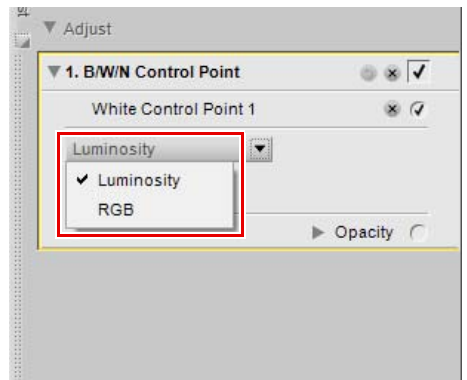 Adjust
1. B/W/N Control Point
White Control Point 1
Luminosity
Luminosity
RGB
Opacity